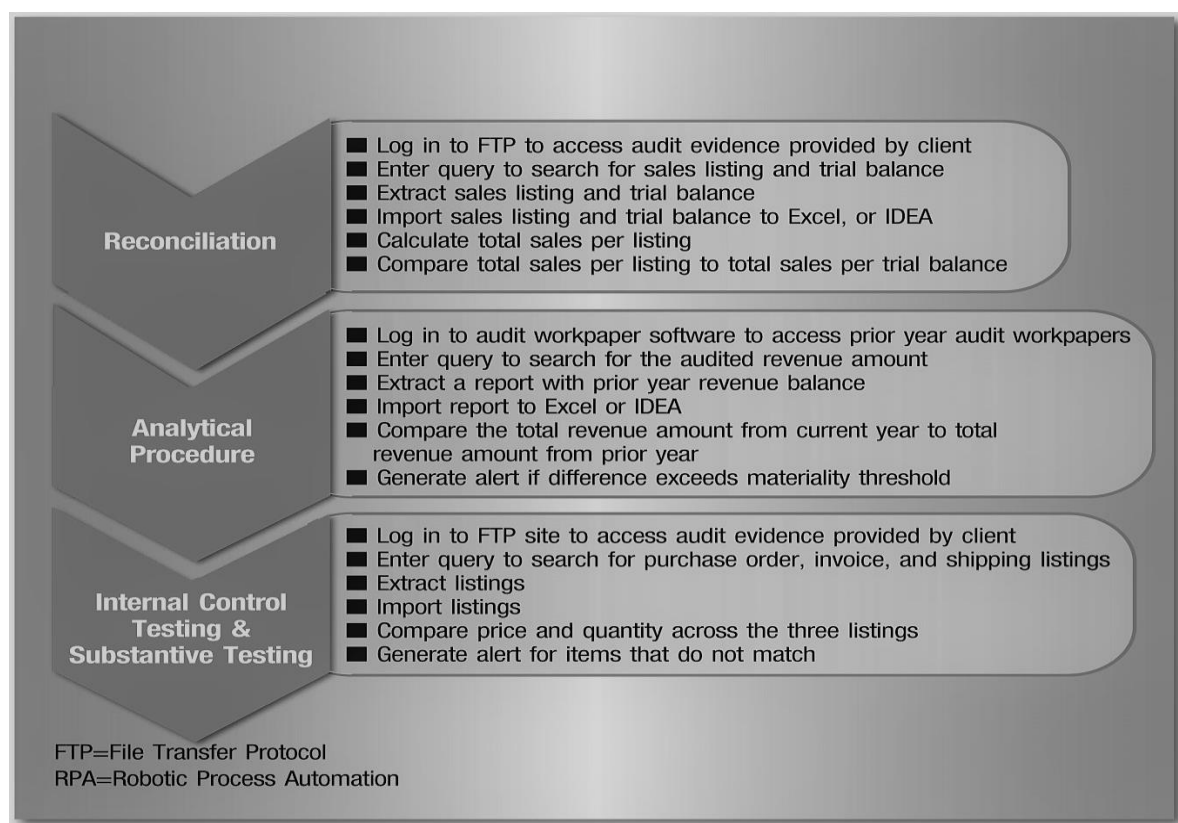 Reconciliation
■ Log in to FTP to access audit evidence provided by client
■ Enter query to search for sales listing and trial balance
■ Extract sales listing and trial balance
■ Import sales listing and trial balance to Excel, or IDEA
■ Calculate total sales per listing
■ Compare total sales per listing to total sales per trial balance
Analytical
Procedure
■ Log in to audit workpaper software to access prior year audit workpapers
■ Enter query to search for the audited revenue amount
■ Extract a report with prior year revenue balance
■ Import report to Excel or IDEA
■ Compare the total revenue amount from current year to total
revenue amount from prior year
■ Generate alert if difference exceeds materiality threshold
Internal Control
Testing &
Substantive Testing
■ Log in to FTP site to access audit evidence provided by client
■ Enter query to search for purchase order, invoice, and shipping listings
■ Extract listings
■ Import listings
■ Compare price and quantity across the three listings
■ Generate alert for items that do not match
FTP=File Transfer Protocol
RPA=Robotic Process Automation